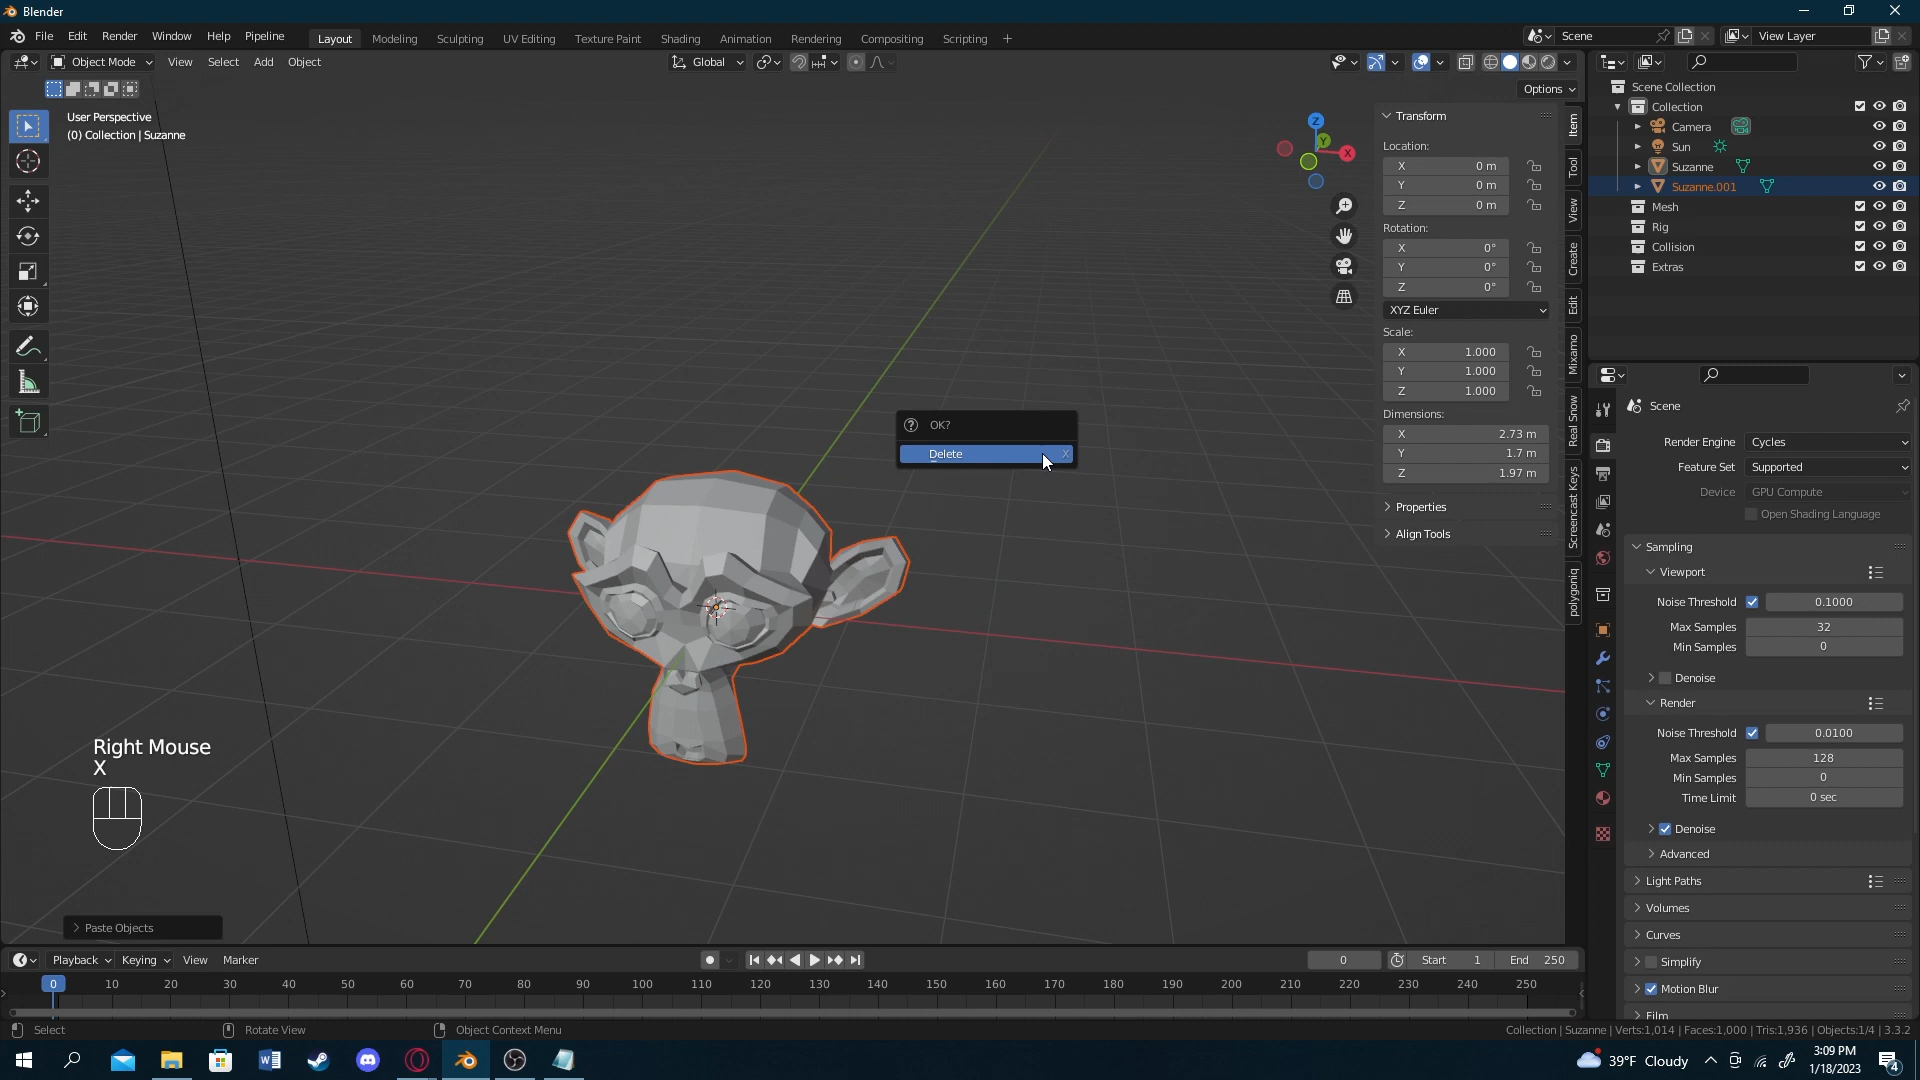 Blender
File Edit Render Window Help Pipeline Layout Modeling Sculpting UV Editing Texture Paint Shading Animation Rendering Compositing Scripting + Scene View Layer
Object Mode View Select Add Object Global
Options
User Perspective
(0) Collection | Suzanne
Z
Y
X
Transform
Location:
X 0 m
Y 0 m
Z 0 m
Rotation:
X 0°
Y 0°
Z 0°
XYZ Euler
Scale:
X 1.000
Y 1.000
Z 1.000
Dimensions:
X 2.73 m
Y 1.7 m
Z 1.97 m
Properties
Align Tools
Item
Tool
View
Create
Edit
Mixamo
Real Snow
Screencast Keys
polygoniq
OK?
Delete X
Right Mouse
X
Paste Objects
Scene Collection
Collection
Camera
Sun
Suzanne
Suzanne.001
Mesh
Rig
Collision
Extras
Scene
Render Engine Cycles
Feature Set Supported
Device GPU Compute
Open Shading Language
Sampling
Viewport
Noise Threshold 0.1000
Max Samples 32
Min Samples 0
Denoise
Render
Noise Threshold 0.0100
Max Samples 128
Min Samples 0
Time Limit 0 sec
Denoise
Advanced
Light Paths
Volumes
Curves
Simplify
Motion Blur
Film
Playback Keying View Marker 0 Start 1 End 250
0 10 20 30 40 50 60 70 80 90 100 110 120 130 140 150 160 170 180 190 200 210 220 230 240 250
Select Rotate View Object Context Menu Collection | Suzanne | Verts:1,014 | Faces:1,000 | Tris:1,936 | Objects:1/4 | 3.3.2
39°F Cloudy
3:09 PM
1/18/2023
4